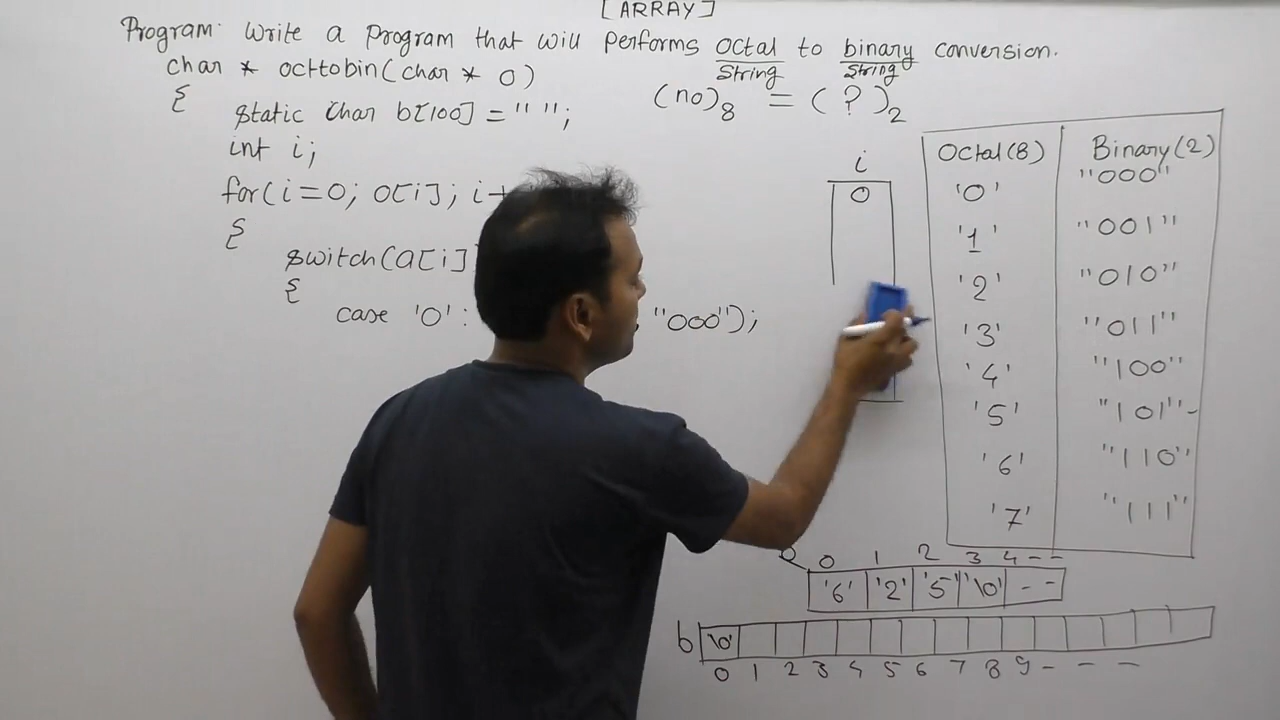 [ARRAY]
Program: Write a Program that will Performs Octal to binary conversion.
String String
char * octtobin(char * O)
(no)8 = (?)2
{
static char b[100] = "";
int i;
for(i=0; O[i]; i+
{
switch(O[i]
{
case '0': "000");
i
0
Octal(8) Binary(2)
'0' "000"
'1' "001"
'2' "010"
'3' "011"
'4' "100"
'5' "101"
'6' "110"
'7' "111"
0 1 2 3 4 - -
'6' '2' '5' '\0' - -
b '\0'
0 1 2 3 4 5 6 7 8 9 - - -